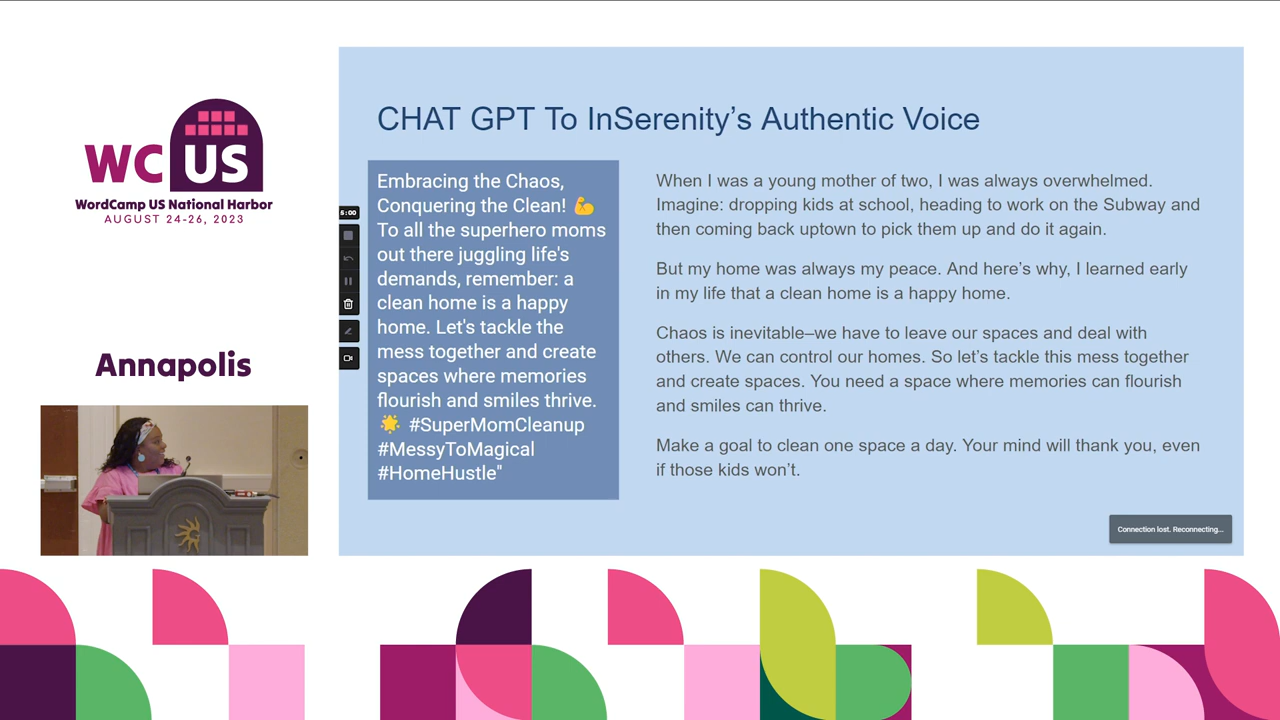 WC US
WordCamp US National Harbor
AUGUST 24-26, 2023
Annapolis
CHAT GPT To InSerenity’s Authentic Voice
Embracing the Chaos,
Conquering the Clean! 💪
To all the superhero moms
out there juggling life's
demands, remember: a
clean home is a happy
home. Let's tackle the
mess together and create
spaces where memories
flourish and smiles thrive.
🌟 #SuperMomCleanup
#MessyToMagical
#HomeHustle"
5:00
When I was a young mother of two, I was always overwhelmed.
Imagine: dropping kids at school, heading to work on the Subway and
then coming back uptown to pick them up and do it again.
But my home was always my peace. And here’s why, I learned early
in my life that a clean home is a happy home.
Chaos is inevitable–we have to leave our spaces and deal with
others. We can control our homes. So let’s tackle this mess together
and create spaces. You need a space where memories can flourish
and smiles can thrive.
Make a goal to clean one space a day. Your mind will thank you, even
if those kids won’t.
Connection lost. Reconnecting...